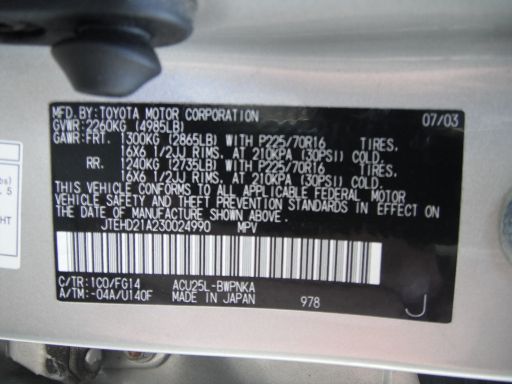 MFD.BY:TOYOTA MOTOR CORPORATION 07/03
GVWR:2260KG (4985LB)
GAWR:FRT. 1300KG (2865LB) WITH P225/70R16 TIRES,
16X6 1/2JJ RIMS, AT 210KPA (30PSI) COLD.
RR. 1240KG (2735LB) WITH P225/70R16 TIRES,
16X6 1/2JJ RIMS, AT 210KPA (30PSI) COLD.
THIS VEHICLE CONFORMS TO ALL APPLICABLE FEDERAL MOTOR
VEHICLE SAFETY AND THEFT PREVENTION STANDARDS IN EFFECT
ON THE DATE OF MANUFACTURE SHOWN ABOVE.
JTEHD21A230024990 MPV
C/TR:1C0/FG14 ACU25L-BWPNKA
A/TM:-04A/U140F MADE IN JAPAN 978 J
bs)
. 5
HT